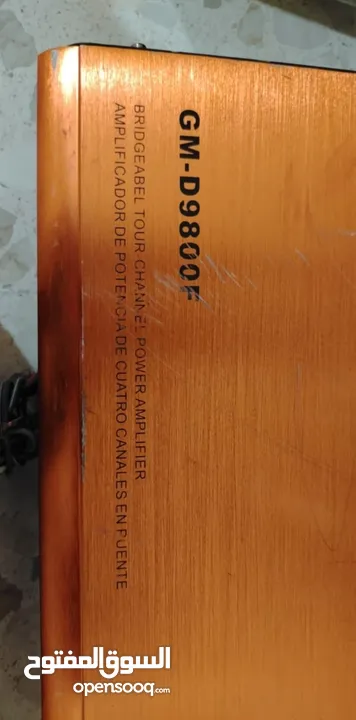 GM-D9800F
BRIDGEABEL TOUR CHANNEL POWER AMPLIFIER
AMPLIFICADOR DE POTENCIA DE CUATRO CANALES EN PUENTE
السوق المفتوح
opensooq.com